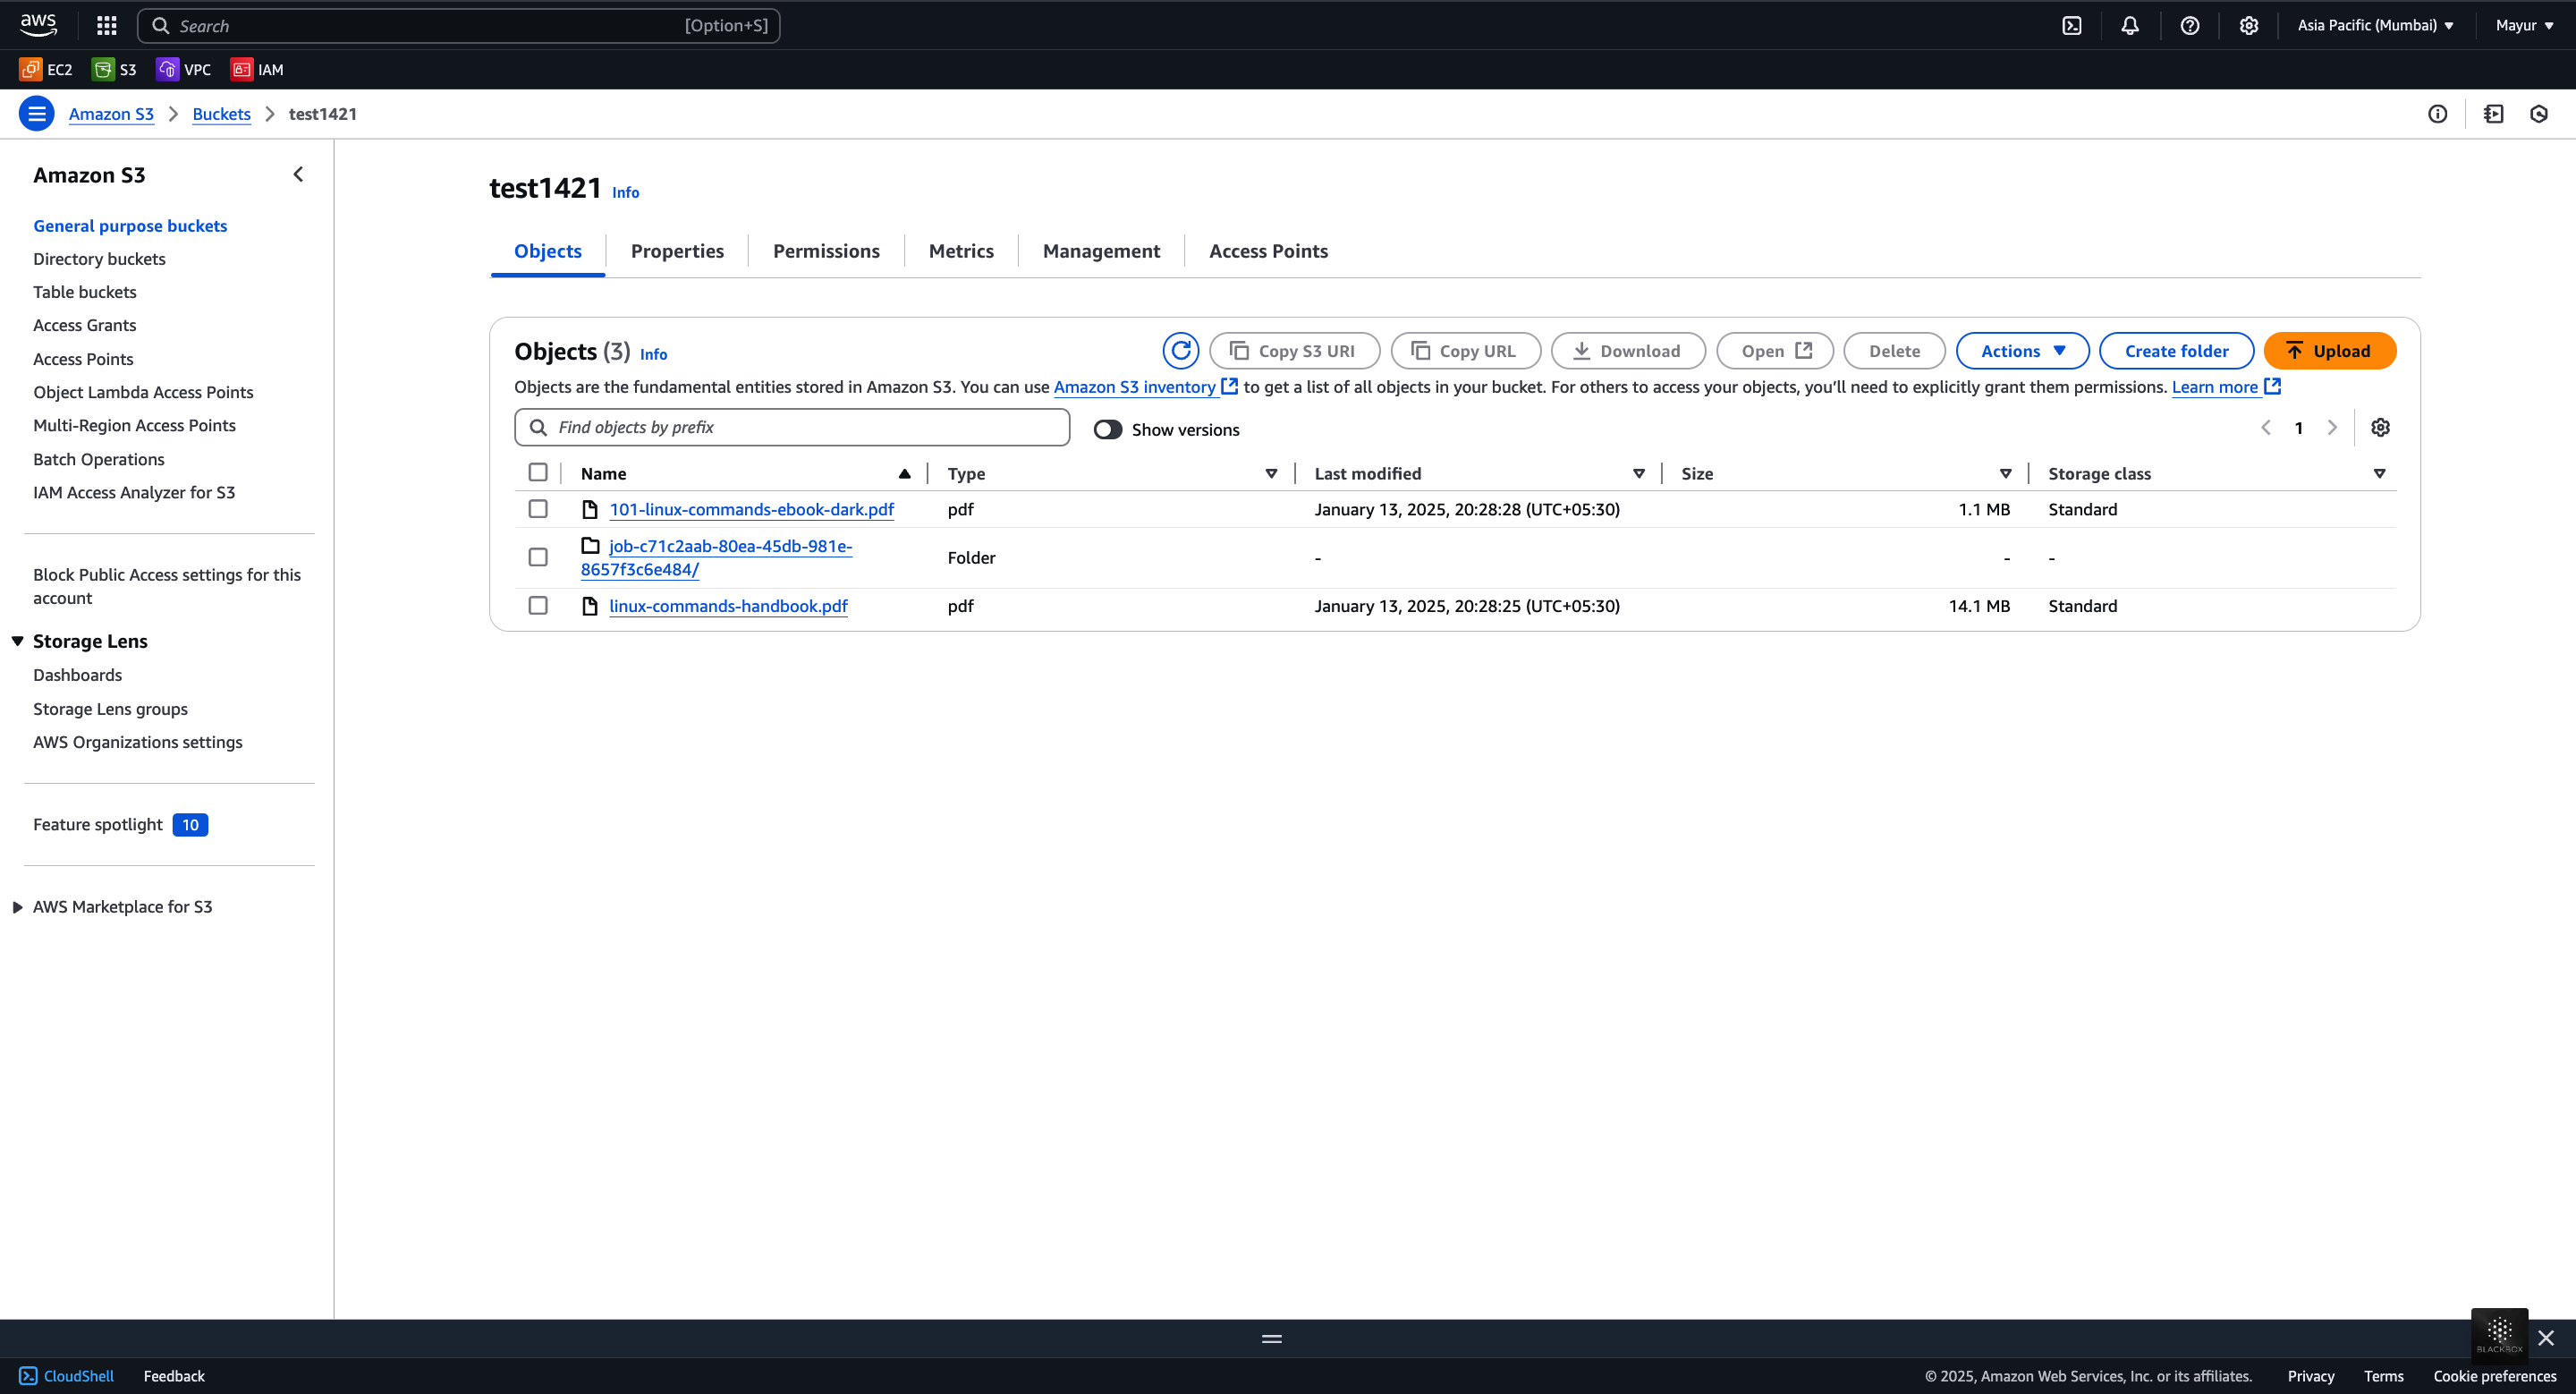 aws
Search [Option+S]
Asia Pacific (Mumbai) Mayur
EC2 S3 VPC IAM
Amazon S3 Buckets test1421
Amazon S3
General purpose buckets
Directory buckets
Table buckets
Access Grants
Access Points
Object Lambda Access Points
Multi-Region Access Points
Batch Operations
IAM Access Analyzer for S3
Block Public Access settings for this
account
Storage Lens
Dashboards
Storage Lens groups
AWS Organizations settings
Feature spotlight 10
AWS Marketplace for S3
test1421 Info
Objects Properties Permissions Metrics Management Access Points
Objects (3) Info
Copy S3 URI Copy URL Download Open Delete Actions Create folder Upload
Objects are the fundamental entities stored in Amazon S3. You can use Amazon S3 inventory to get a list of all objects in your bucket. For others to access your objects, you’ll need to explicitly grant them permissions. Learn more
Find objects by prefix Show versions 1
Name Type Last modified Size Storage class
101-linux-commands-ebook-dark.pdf pdf January 13, 2025, 20:28:28 (UTC+05:30) 1.1 MB Standard
job-c71c2aab-80ea-45db-981e-
8657f3c6e484/ Folder - - -
linux-commands-handbook.pdf pdf January 13, 2025, 20:28:25 (UTC+05:30) 14.1 MB Standard
BLACKBOX
CloudShell Feedback © 2025, Amazon Web Services, Inc. or its affiliates. Privacy Terms Cookie preferences